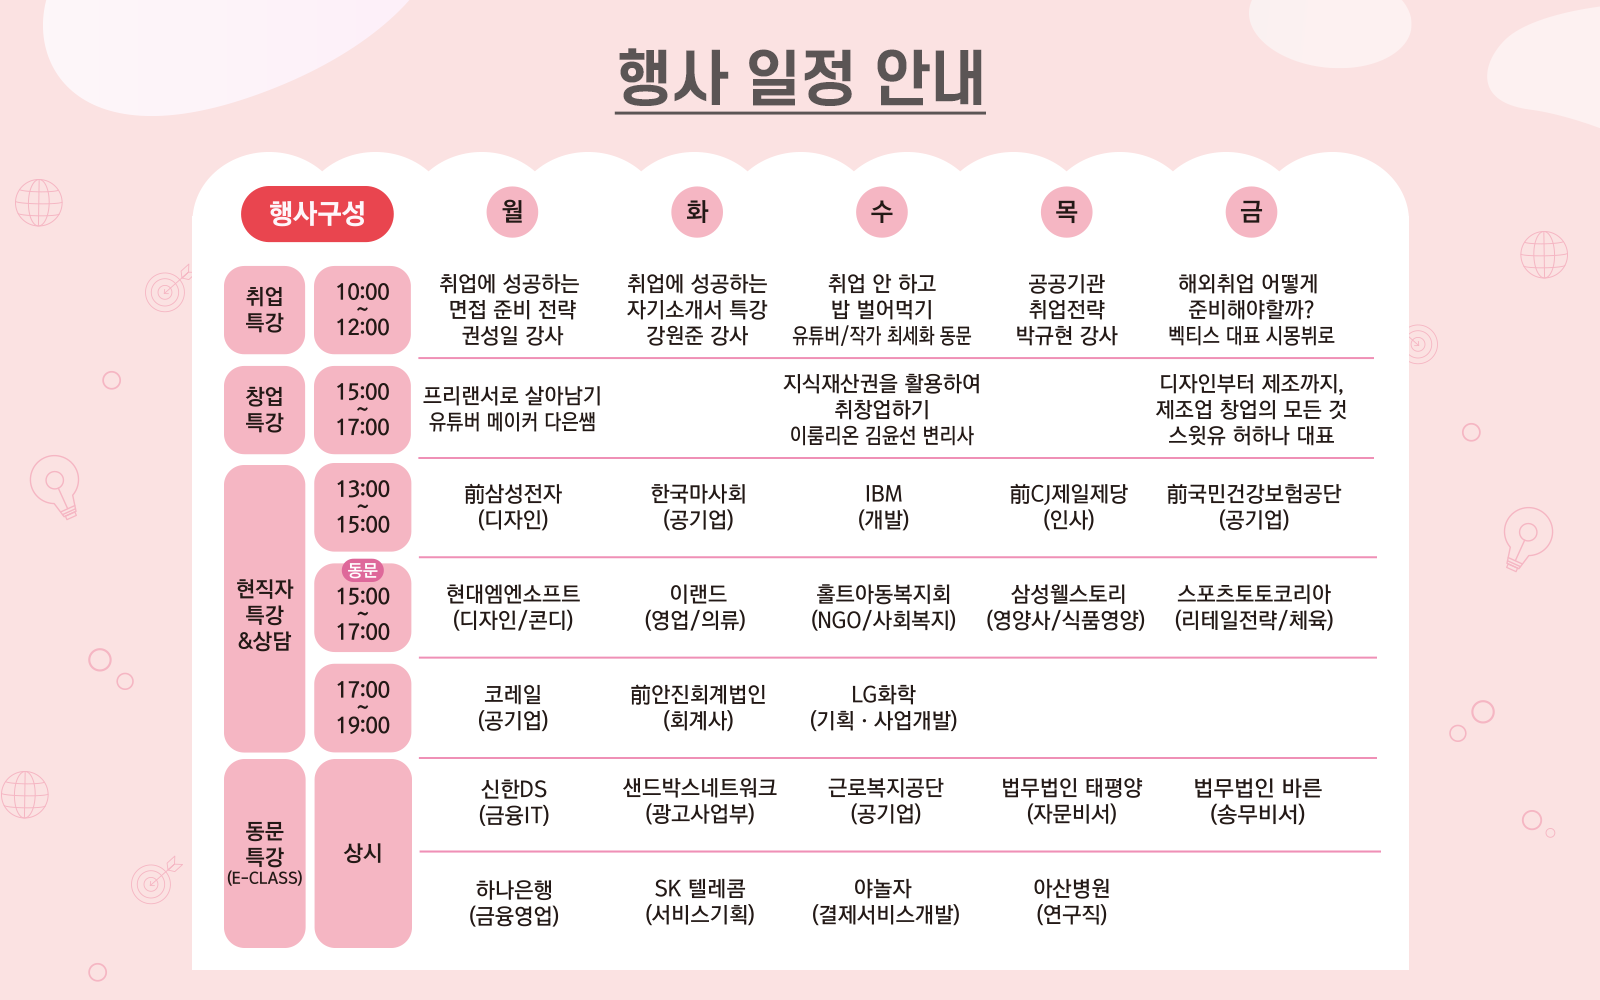 행사 일정 안내
행사구성
월
화
수
목
금
취업
특강
10:00
~
12:00
취업에 성공하는
면접 준비 전략
권성일 강사
취업에 성공하는
자기소개서 특강
강원준 강사
취업 안 하고
밥 벌어먹기
유튜버/작가 최세화 동문
공공기관
취업전략
박규현 강사
해외취업 어떻게
준비해야할까?
벡티스 대표 시몽뷔로
창업
특강
15:00
~
17:00
프리랜서로 살아남기
유튜버 메이커 다은쌤
지식재산권을 활용하여
취창업하기
이룸리온 김윤선 변리사
디자인부터 제조까지,
제조업 창업의 모든 것
스윗유 허하나 대표
현직자
특강
&상담
13:00
~
15:00
前삼성전자
(디자인)
한국마사회
(공기업)
IBM
(개발)
前CJ제일제당
(인사)
前국민건강보험공단
(공기업)
동문
15:00
~
17:00
현대엠엔소프트
(디자인/콘디)
이랜드
(영업/의류)
홀트아동복지회
(NGO/사회복지)
삼성웰스토리
(영양사/식품영양)
스포츠토토코리아
(리테일전략/체육)
17:00
~
19:00
코레일
(공기업)
前안진회계법인
(회계사)
LG화학
(기획 · 사업개발)
동문
특강
(E-CLASS)
상시
신한DS
(금융IT)
샌드박스네트워크
(광고사업부)
근로복지공단
(공기업)
법무법인 태평양
(자문비서)
법무법인 바른
(송무비서)
하나은행
(금융영업)
SK 텔레콤
(서비스기획)
야놀자
(결제서비스개발)
아산병원
(연구직)